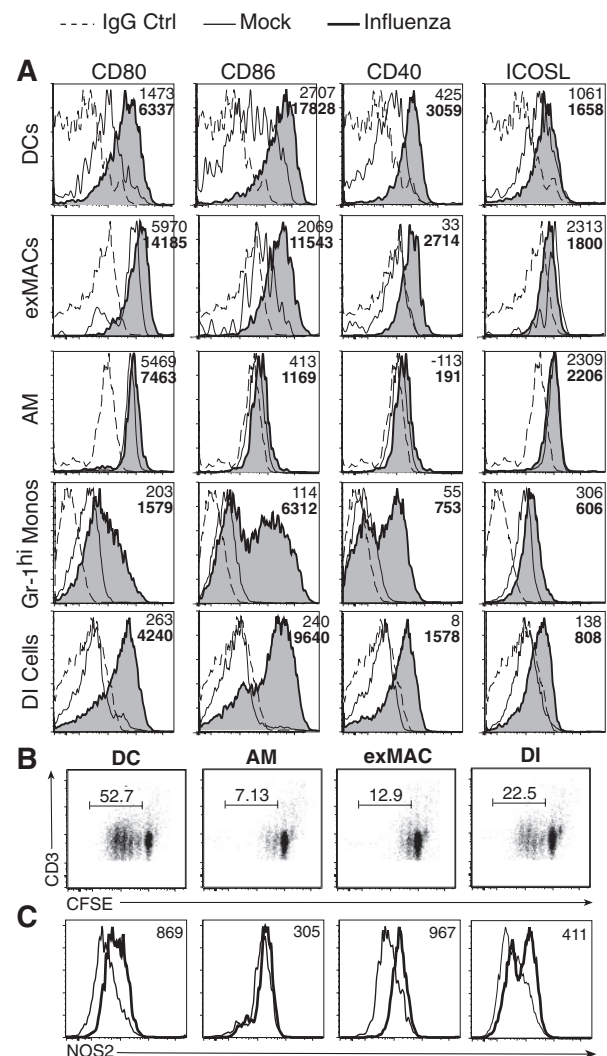 IgG Ctrl Mock Influenza
A
CD80 CD86 CD40 ICOSL
DCs
1473 2707 425 1061
6337 17828 3059 1658
exMACs
5970 2069 33 2313
14185 11543 2714 1800
AM
5469 413 -113 2309
7463 1169 191 2206
Gr-1hi Monos
203 114 55 306
1579 6312 753 606
DI Cells
263 240 8 138
4240 9640 1578 808
B
DC AM exMAC DI
52.7 7.13 12.9 22.5
CD3
CFSE
C
869 305 967 411
NOS2